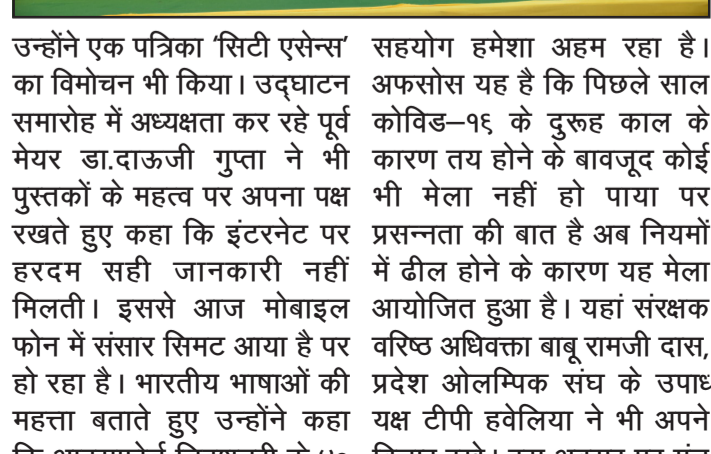 उन्होंने एक पत्रिका 'सिटी एसेन्स'
का विमोचन भी किया। उद्घाटन
समारोह में अध्यक्षता कर रहे पूर्व
मेयर डा.दाऊजी गुप्ता ने भी
पुस्तकों के महत्व पर अपना पक्ष
रखते हुए कहा कि इंटरनेट पर
हरदम सही जानकारी नहीं
मिलती। इससे आज मोबाइल
फोन में संसार सिमट आया है पर
हो रहा है। भारतीय भाषाओं की
महत्ता बताते हुए उन्होंने कहा
सहयोग हमेशा अहम रहा है।
अफसोस यह है कि पिछले साल
कोविड–१९ के दुरूह काल के
कारण तय होने के बावजूद कोई
भी मेला नहीं हो पाया पर
प्रसन्नता की बात है अब नियमों
में ढील होने के कारण यह मेला
आयोजित हुआ है। यहां संरक्षक
वरिष्ठ अधिवक्ता बाबू रामजी दास,
प्रदेश ओलम्पिक संघ के उपाध
यक्ष टीपी हवेलिया ने भी अपने